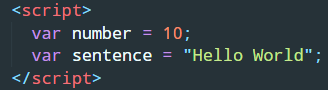 <script>
  var number = 10;
  var sentence = "Hello World";
</script>